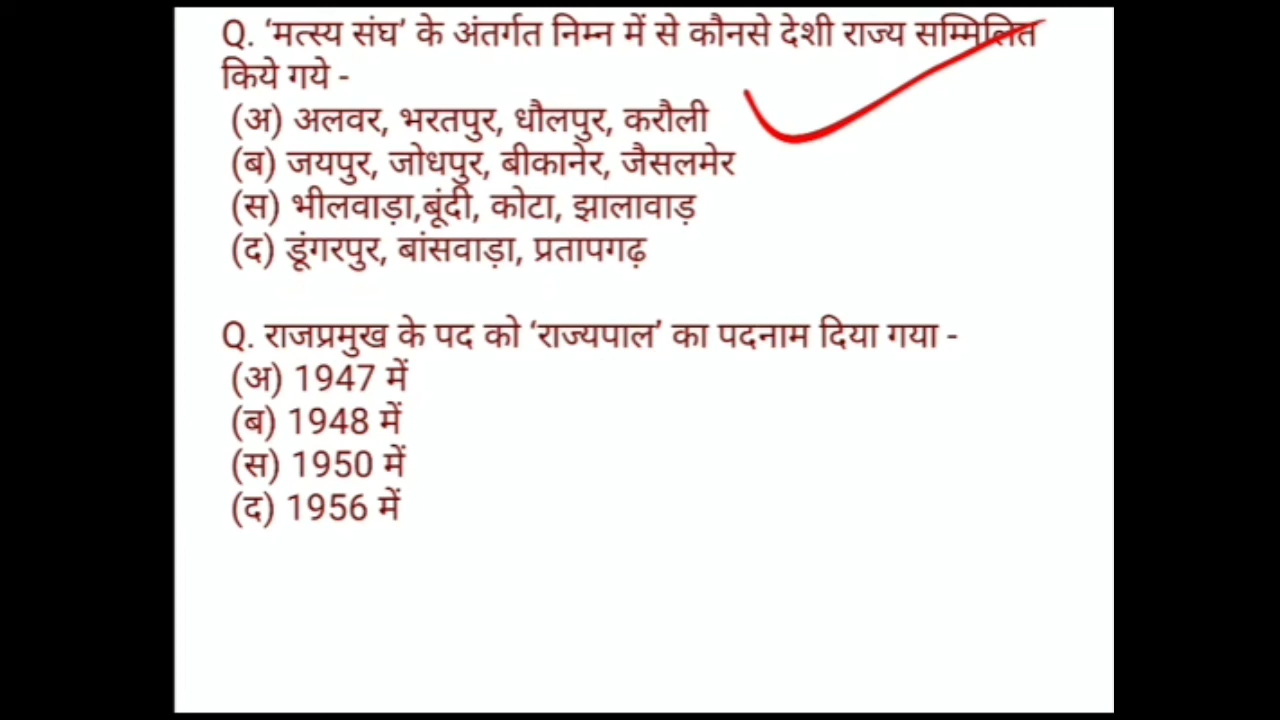 Q. ‘मत्स्य संघ’ के अंतर्गत निम्न में से कौनसे देशी राज्य सम्मिलित
किये गये -
(अ) अलवर, भरतपुर, धौलपुर, करौली
(ब) जयपुर, जोधपुर, बीकानेर, जैसलमेर
(स) भीलवाड़ा,बूंदी, कोटा, झालावाड़
(द) डूंगरपुर, बांसवाड़ा, प्रतापगढ़
Q. राजप्रमुख के पद को ‘राज्यपाल’ का पदनाम दिया गया -
(अ) 1947 में
(ब) 1948 में
(स) 1950 में
(द) 1956 में